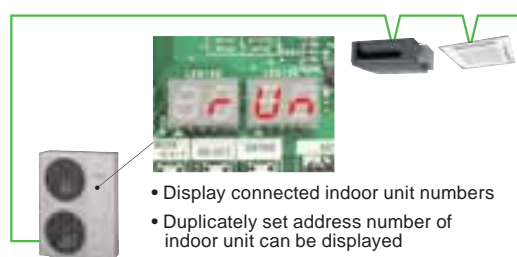 rUn
• Display connected indoor unit numbers
• Duplicately set address number of
indoor unit can be displayed